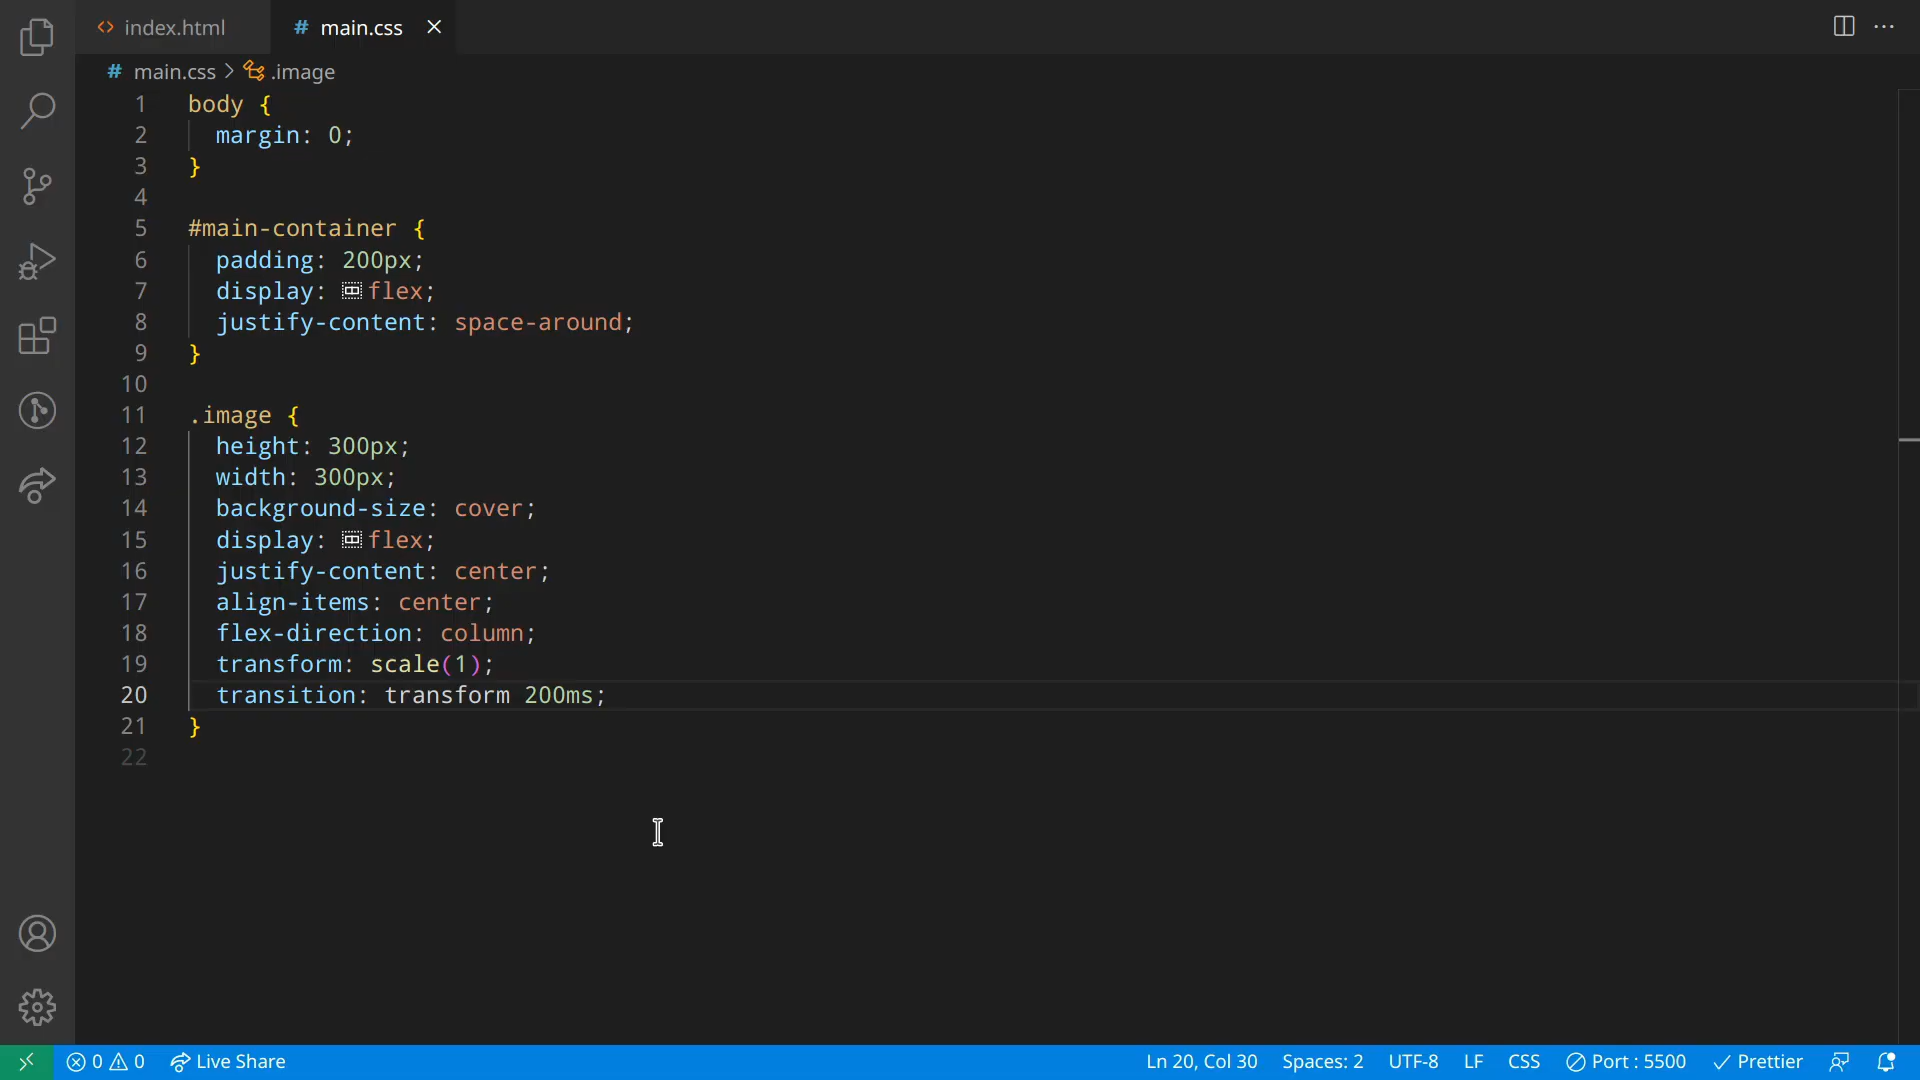 index.html
# main.css
# main.css > .image
1 body {
2 margin: 0;
3 }
4
5 #main-container {
6 padding: 200px;
7 display: flex;
8 justify-content: space-around;
9 }
10
11 .image {
12 height: 300px;
13 width: 300px;
14 background-size: cover;
15 display: flex;
16 justify-content: center;
17 align-items: center;
18 flex-direction: column;
19 transform: scale(1);
20 transition: transform 200ms;
21 }
22
0 0 Live Share Ln 20, Col 30 Spaces: 2 UTF-8 LF CSS Port : 5500 Prettier